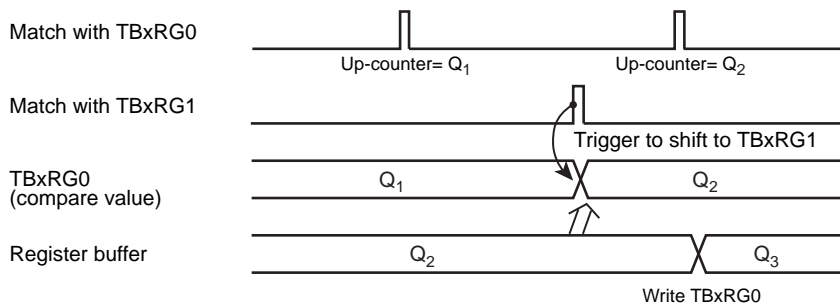 Match with TBxRG0
Up-counter= Q1
Up-counter= Q2
Match with TBxRG1
Trigger to shift to TBxRG1
TBxRG0
(compare value)
Q1
Q2
Register buffer
Q2
Q3
Write TBxRG0